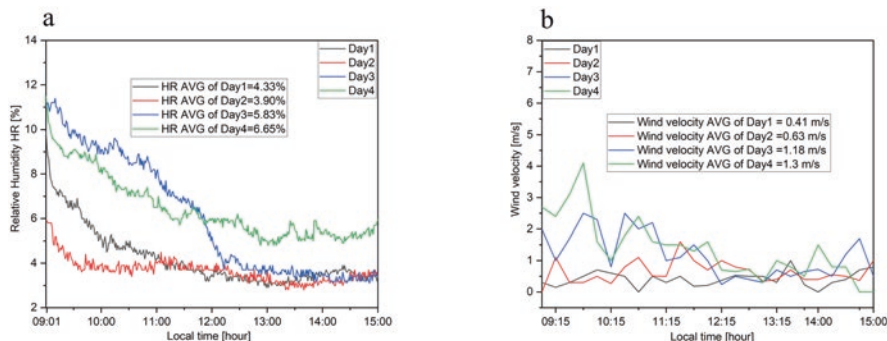 a
Day1
Day2
Day3
Day4
HR AVG of Day1=4.33%
HR AVG of Day2=3.90%
HR AVG of Day3=5.83%
HR AVG of Day4=6.65%
Relative Humidity HR [%]
14
12
10
8
6
4
2
09:01
10:00
11:00
12:00
13:00
14:00
15:00
Local time [hour]
b
Day1
Day2
Day3
Day4
Wind velocity AVG of Day1 = 0.41 m/s
Wind velocity AVG of Day2 =0.63 m/s
Wind velocity AVG of Day3 =1.18 m/s
Wind velocity AVG of Day4 =1.3 m/s
Wind velocity [m/s]
8
7
6
5
4
3
2
1
0
09:15
10:15
11:15
12:15
13:15
14:00
15:00
Local time [hour]